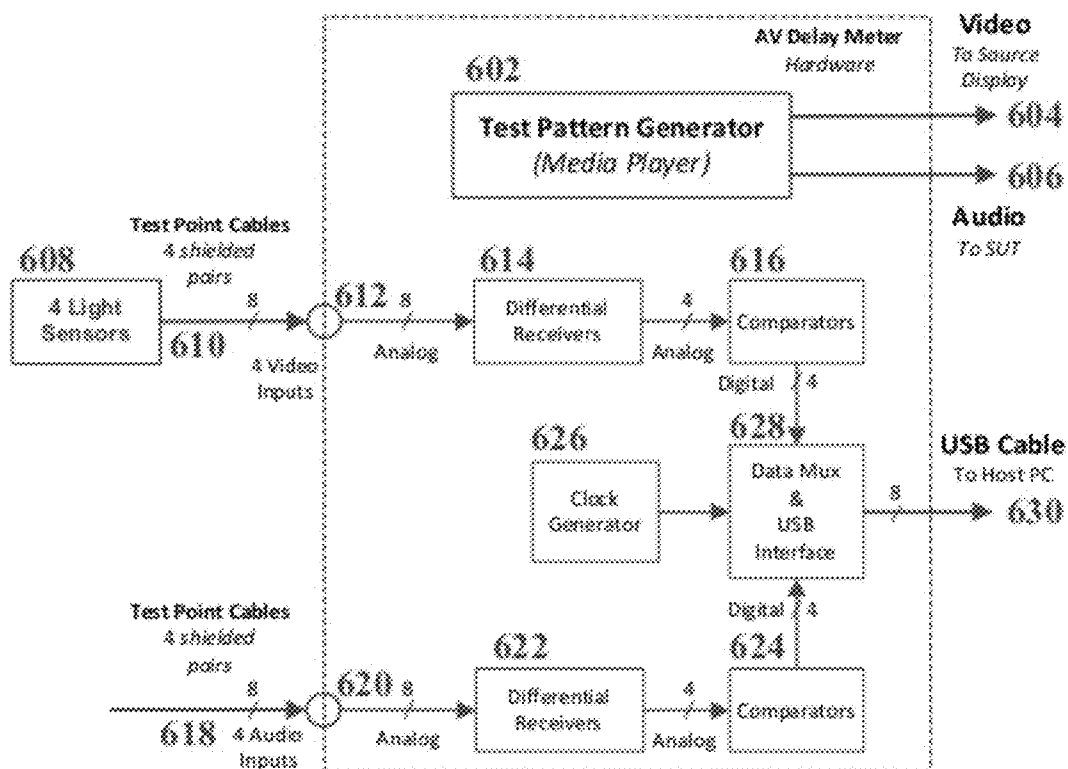 AV Delay Meter
Hardware
Video
To Source
Display
602
Test Pattern Generator
(Media Player)
604
606
Audio
To SUT
Test Point Cables
4 shielded
pairs
608
4 Light
Sensors
8
610
4 Video
Inputs
612
8
Analog
614
Differential
Receivers
4
Analog
616
Comparators
Digital
4
626
Clock
Generator
628
Data Mux
&
USB
Interface
8
USB Cable
To Host PC
630
Test Point Cables
4 shielded
pairs
8
618
4 Audio
Inputs
620
8
Analog
622
Differential
Receivers
4
Analog
Digital
4
624
Comparators